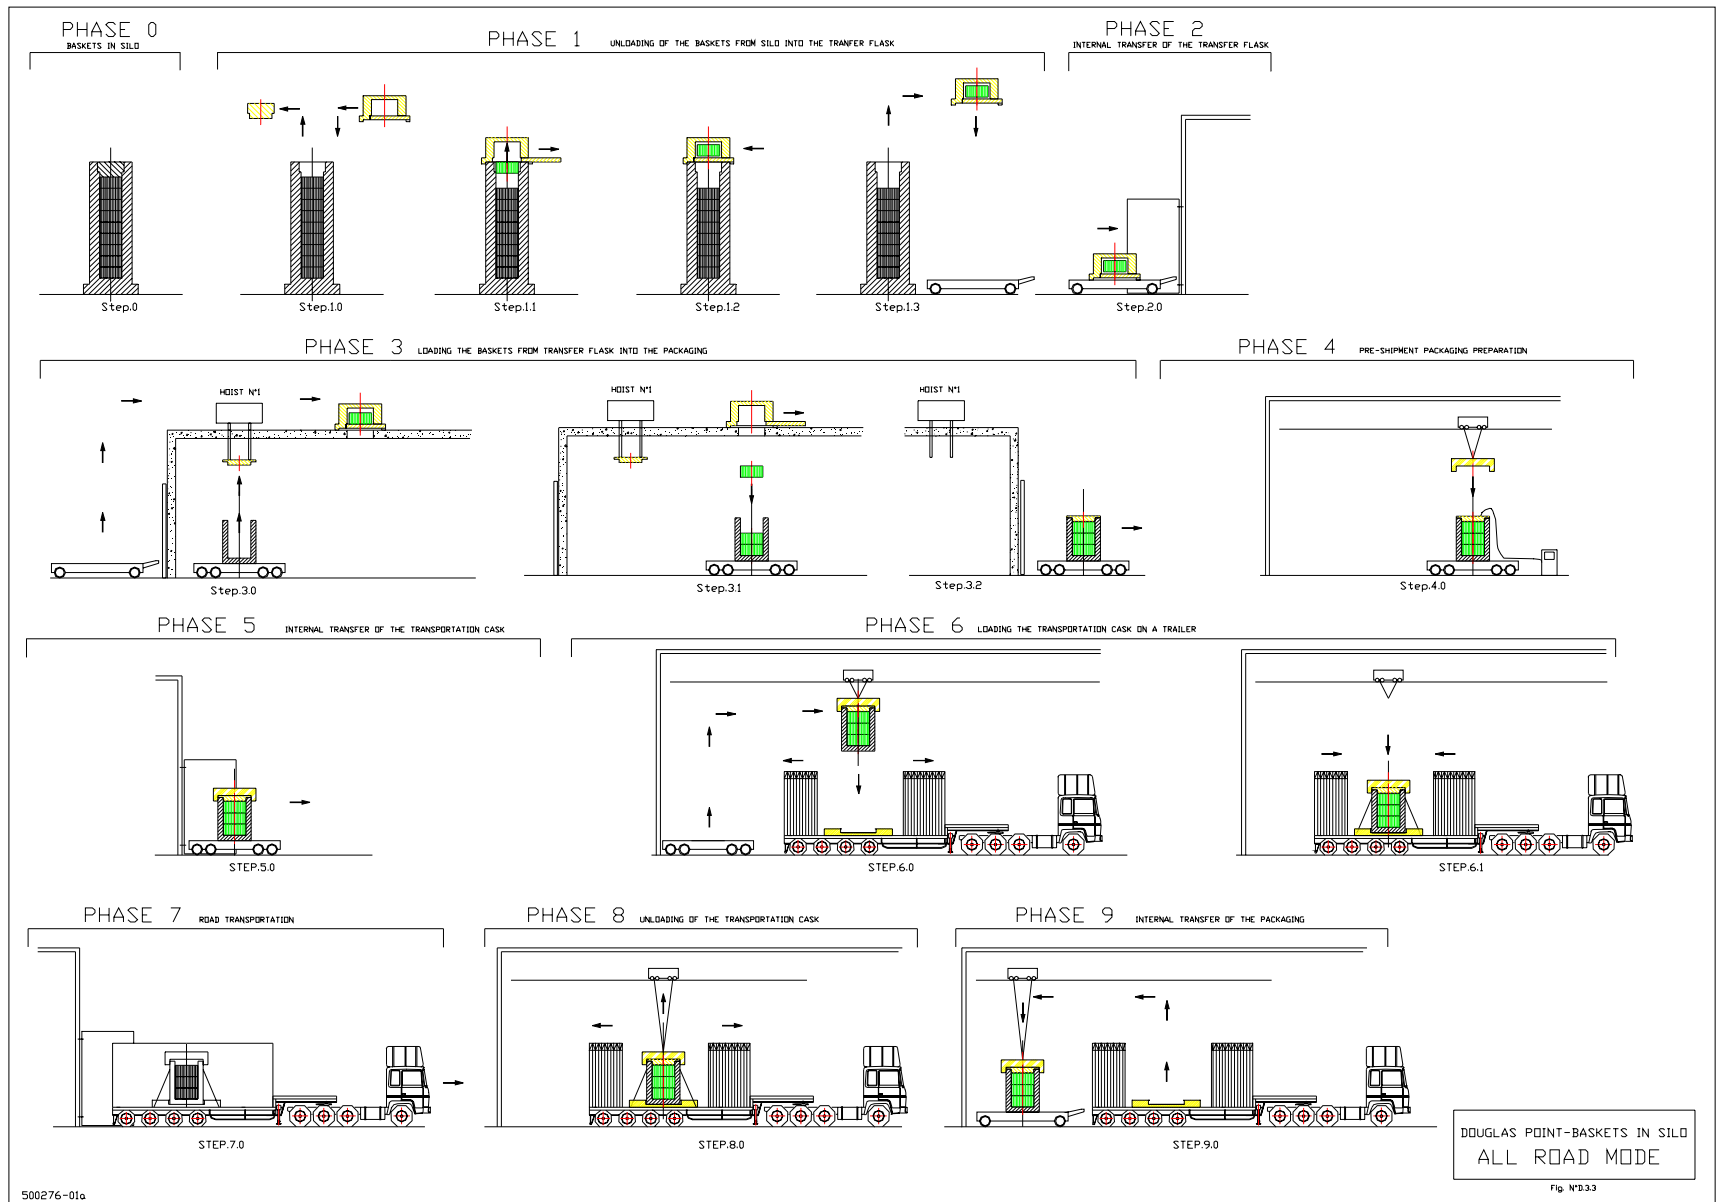 PHASE 0
BASKETS IN SILO
PHASE 1 UNLOADING OF THE BASKETS FROM SILO INTO THE TRANFER FLASK
PHASE 2
INTERNAL TRANSFER OF THE TRANSFER FLASK
Step.0
Step.1.0
Step.1.1
Step.1.2
Step.1.3
Step.2.0
PHASE 3 LOADING THE BASKETS FROM TRANSFER FLASK INTO THE PACKAGING
PHASE 4 PRE-SHIPMENT PACKAGING PREPARATION
HOIST N°1
HOIST N°1
HOIST N°1
Step.3.0
Step.3.1
Step.3.2
Step.4.0
PHASE 5 INTERNAL TRANSFER OF THE TRANSPORTATION CASK
PHASE 6 LOADING THE TRANSPORTATION CASK ON A TRAILER
STEP.5.0
STEP.6.0
STEP.6.1
PHASE 7 ROAD TRANSPORTATION
PHASE 8 UNLOADING OF THE TRANSPORTATION CASK
PHASE 9 INTERNAL TRANSFER OF THE PACKAGING
STEP.7.0
STEP.8.0
STEP.9.0
DOUGLAS POINT-BASKETS IN SILO
ALL ROAD MODE
Fig. N°D.3.3
500276-01a